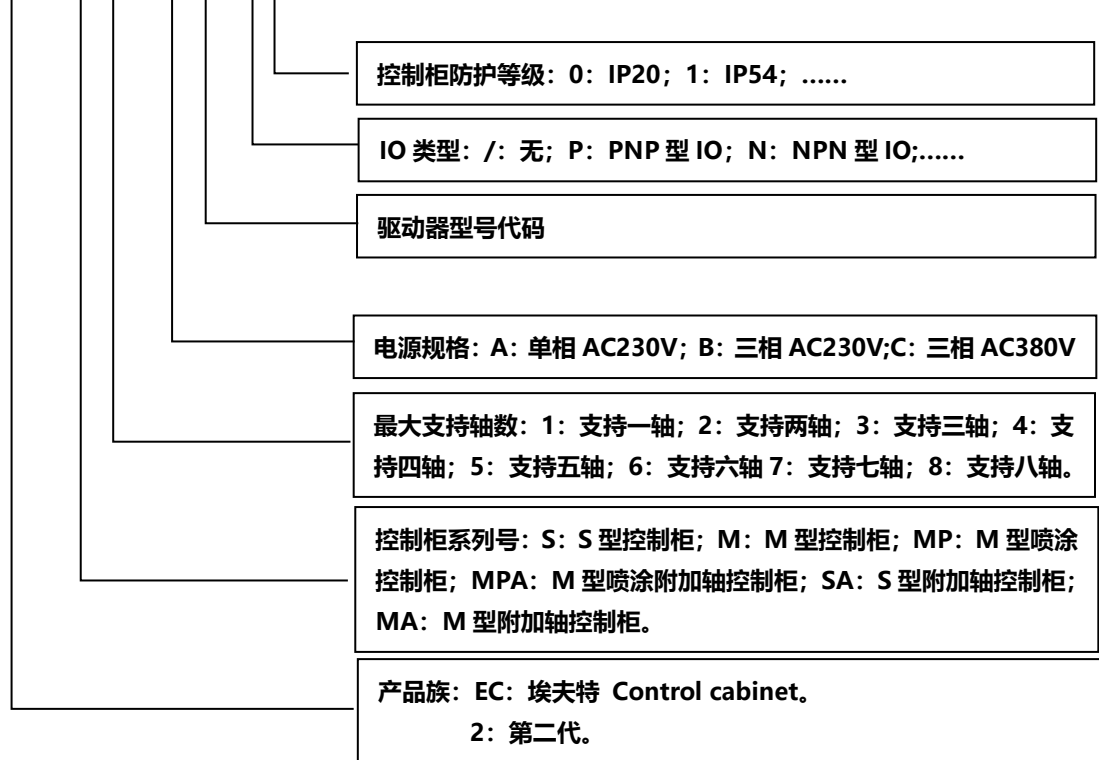 控制柜防护等级：0：IP20；1：IP54；……
IO 类型：/：无；P：PNP 型 IO；N：NPN 型 IO;……
驱动器型号代码
电源规格：A：单相 AC230V；B：三相 AC230V;C：三相 AC380V
最大支持轴数：1：支持一轴；2：支持两轴；3：支持三轴；4：支
持四轴；5：支持五轴；6：支持六轴 7：支持七轴；8：支持八轴。
控制柜系列号：S：S 型控制柜；M：M 型控制柜；MP：M 型喷涂
控制柜；MPA：M 型喷涂附加轴控制柜；SA：S 型附加轴控制柜；
MA：M 型附加轴控制柜。
产品族：EC：埃夫特 Control cabinet。
2：第二代。